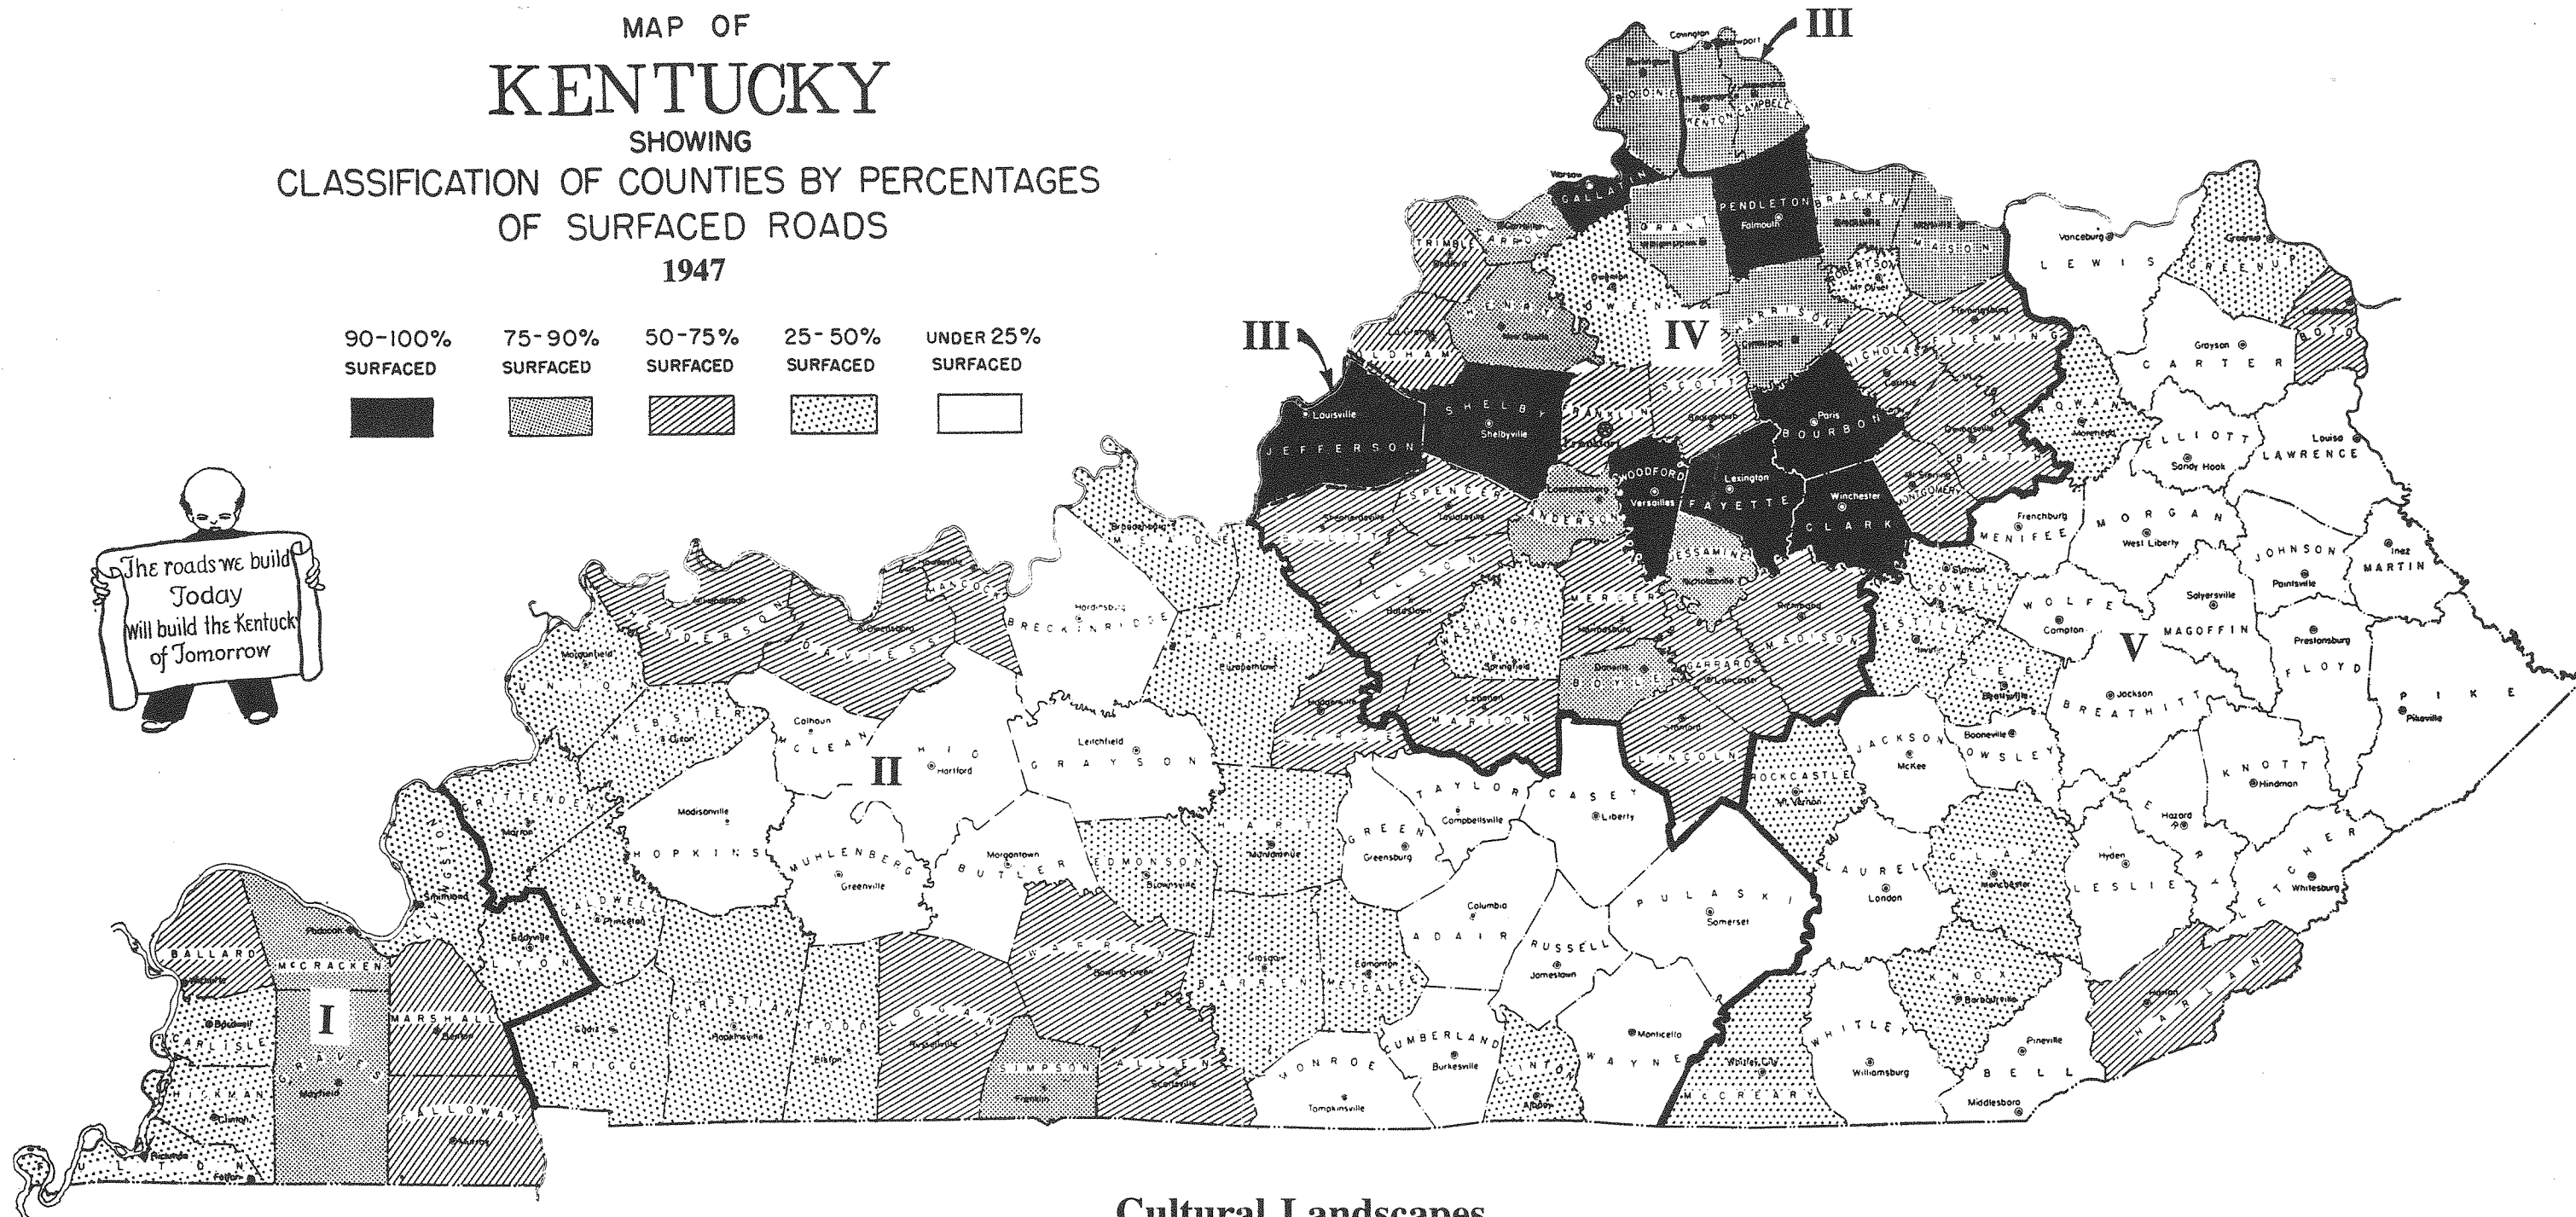 MAP OF
KENTUCKY
SHOWING
CLASSIFICATION OF COUNTIES BY PERCENTAGES
OF SURFACED ROADS
1947
90-100% 75-90% 50-75% 25-50% UNDER 25%
SURFACED SURFACED SURFACED SURFACED SURFACED
The roads we build
Today
Will build the Kentucky
of Tomorrow
III
Covington
BOONE
KENTON
CAMPBELL
Warsaw
GALLATIN
GRANT
PENDLETON
Falmouth
BRACKEN
MASON
TRIMBLE
CARROLL
HENRY
OWEN
ROBERTSON
Mt Olivet
HARRISON
IV
III
OLDHAM
Vanceburg
LEWIS
Greenup
GREENUP
BOYD
Grayson
CARTER
Flemingsburg
FLEMING
NICHOLAS
Carlisle
ROWAN
Morehead
ELLIOTT
Sandy Hook
Louisa
LAWRENCE
Louisville
JEFFERSON
SHELBY
Shelbyville
FRANKLIN
Frankfort
SCOTT
Georgetown
Paris
BOURBON
BATH
MONTGOMERY
WOODFORD
Versailles
Lexington
FAYETTE
Winchester
CLARK
ANDERSON
SPENCER
Taylorsville
Shepherdsville
BULLITT
NELSON
Bardstown
WASHINGTON
Springfield
MERCER
JESSAMINE
Nicholasville
Richmond
MADISON
Danville
BOYLE
GARRARD
Lancaster
Lebanon
MARION
Stanford
LINCOLN
Frenchburg
MENIFEE
MORGAN
West Liberty
JOHNSON
Paintsville
Inez
MARTIN
Stanton
POWELL
WOLFE
Campton
Salyersville
MAGOFFIN
Prestonsburg
FLOYD
V
ESTILL
Irvine
LEE
Beattyville
Jackson
BREATHITT
PIKE
Pikeville
JACKSON
McKee
Booneville
OWSLEY
KNOTT
Hindman
PERRY
Hazard
ROCKCASTLE
Mt. Vernon
LAUREL
London
CLAY
Manchester
Hyden
LESLIE
LETCHER
Whitesburg
KNOX
Barbourville
HARLAN
Harlan
WHITLEY
Williamsburg
Pineville
BELL
Middlesboro
Whitley City
McCREARY
Brandenburg
MEADE
Hardinsburg
BRECKINRIDGE
HARDIN
Elizabethtown
Hodgenville
LARUE
HANCOCK
Owensboro
DAVIESS
Henderson
HENDERSON
Morganfield
UNION
WEBSTER
Dixon
Calhoun
McLEAN
II
Hartford
Leitchfield
GRAYSON
Madisonville
HOPKINS
MUHLENBERG
Greenville
Morgantown
BUTLER
EDMONSON
Brownsville
HART
Munfordville
GREEN
Greensburg
TAYLOR
Campbellsville
CASEY
Liberty
PULASKI
Somerset
Columbia
ADAIR
RUSSELL
Jamestown
CRITTENDEN
Marion
LIVINGSTON
Smithland
CALDWELL
Princeton
Eddyville
LYON
BALLARD
Paducah
McCRACKEN
I
Bardwell
CARLISLE
GRAVES
Mayfield
MARSHALL
Benton
HICKMAN
Clinton
CALLOWAY
Murray
Hickman
FULTON
Fulton
Cadiz
TRIGG
CHRISTIAN
Hopkinsville
TODD
Elkton
LOGAN
Russellville
WARREN
Bowling Green
SIMPSON
Franklin
ALLEN
Scottsville
Glasgow
BARREN
Edmonton
METCALFE
MONROE
Tompkinsville
CUMBERLAND
Burkesville
CLINTON
Albany
Monticello
WAYNE
Cultural Landscapes